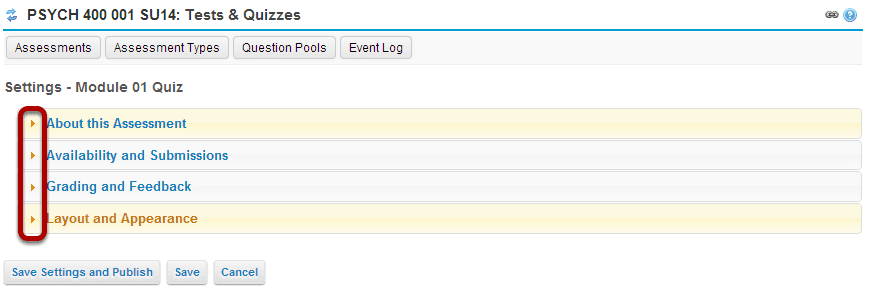 PSYCH 400 001 SU14: Tests & Quizzes
Assessments Assessment Types Question Pools Event Log
Settings - Module 01 Quiz
About this Assessment
Availability and Submissions
Grading and Feedback
Layout and Appearance
Save Settings and Publish Save Cancel